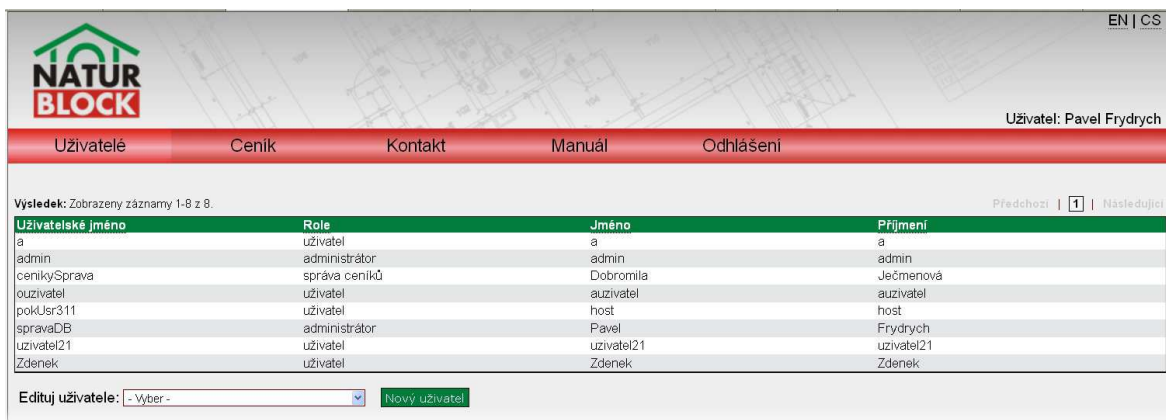 EN | CS
NATUR
BLOCK
Uživatel: Pavel Frydrych
Uživatelé Ceník Kontakt Manuál Odhlášení
Výsledek: Zobrazeny záznamy 1-8 z 8.
Předchozí | 1 | Následující
Uživatelské jméno Role Jméno Příjmení
a uživatel a a
admin administrátor admin admin
cenikySprava správa ceníků Dobromila Ječmenová
ouzivatel uživatel auzivatel auzivatel
pokUsr311 uživatel host host
spravaDB administrátor Pavel Frydrych
uzivatel21 uživatel uzivatel21 uzivatel21
Zdenek uživatel Zdenek Zdenek
Edituj uživatele: - Vyber - Nový uživatel